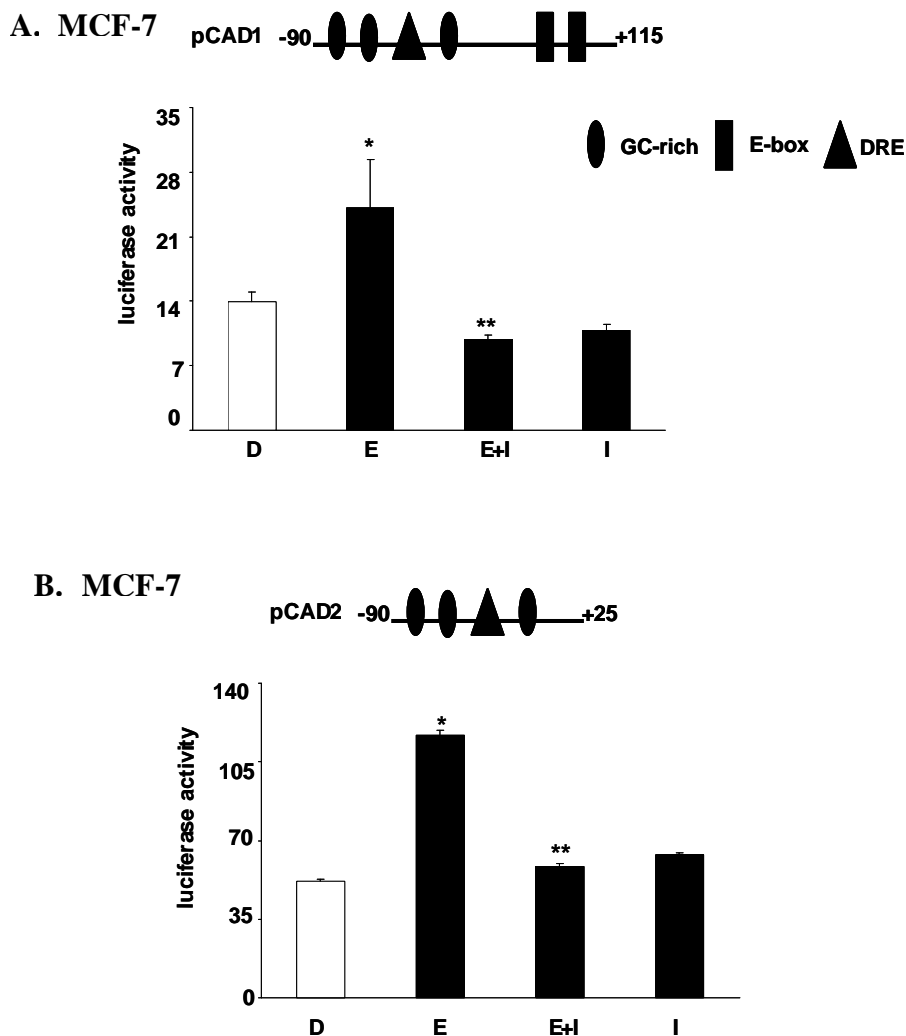 A. MCF-7
pCAD1 -90 +115
35
28
21
14
7
0
luciferase activity
*
**
GC-rich E-box DRE
D E E+I I
B. MCF-7
pCAD2 -90 +25
140
105
70
35
0
luciferase activity
*
**
D E E+I I